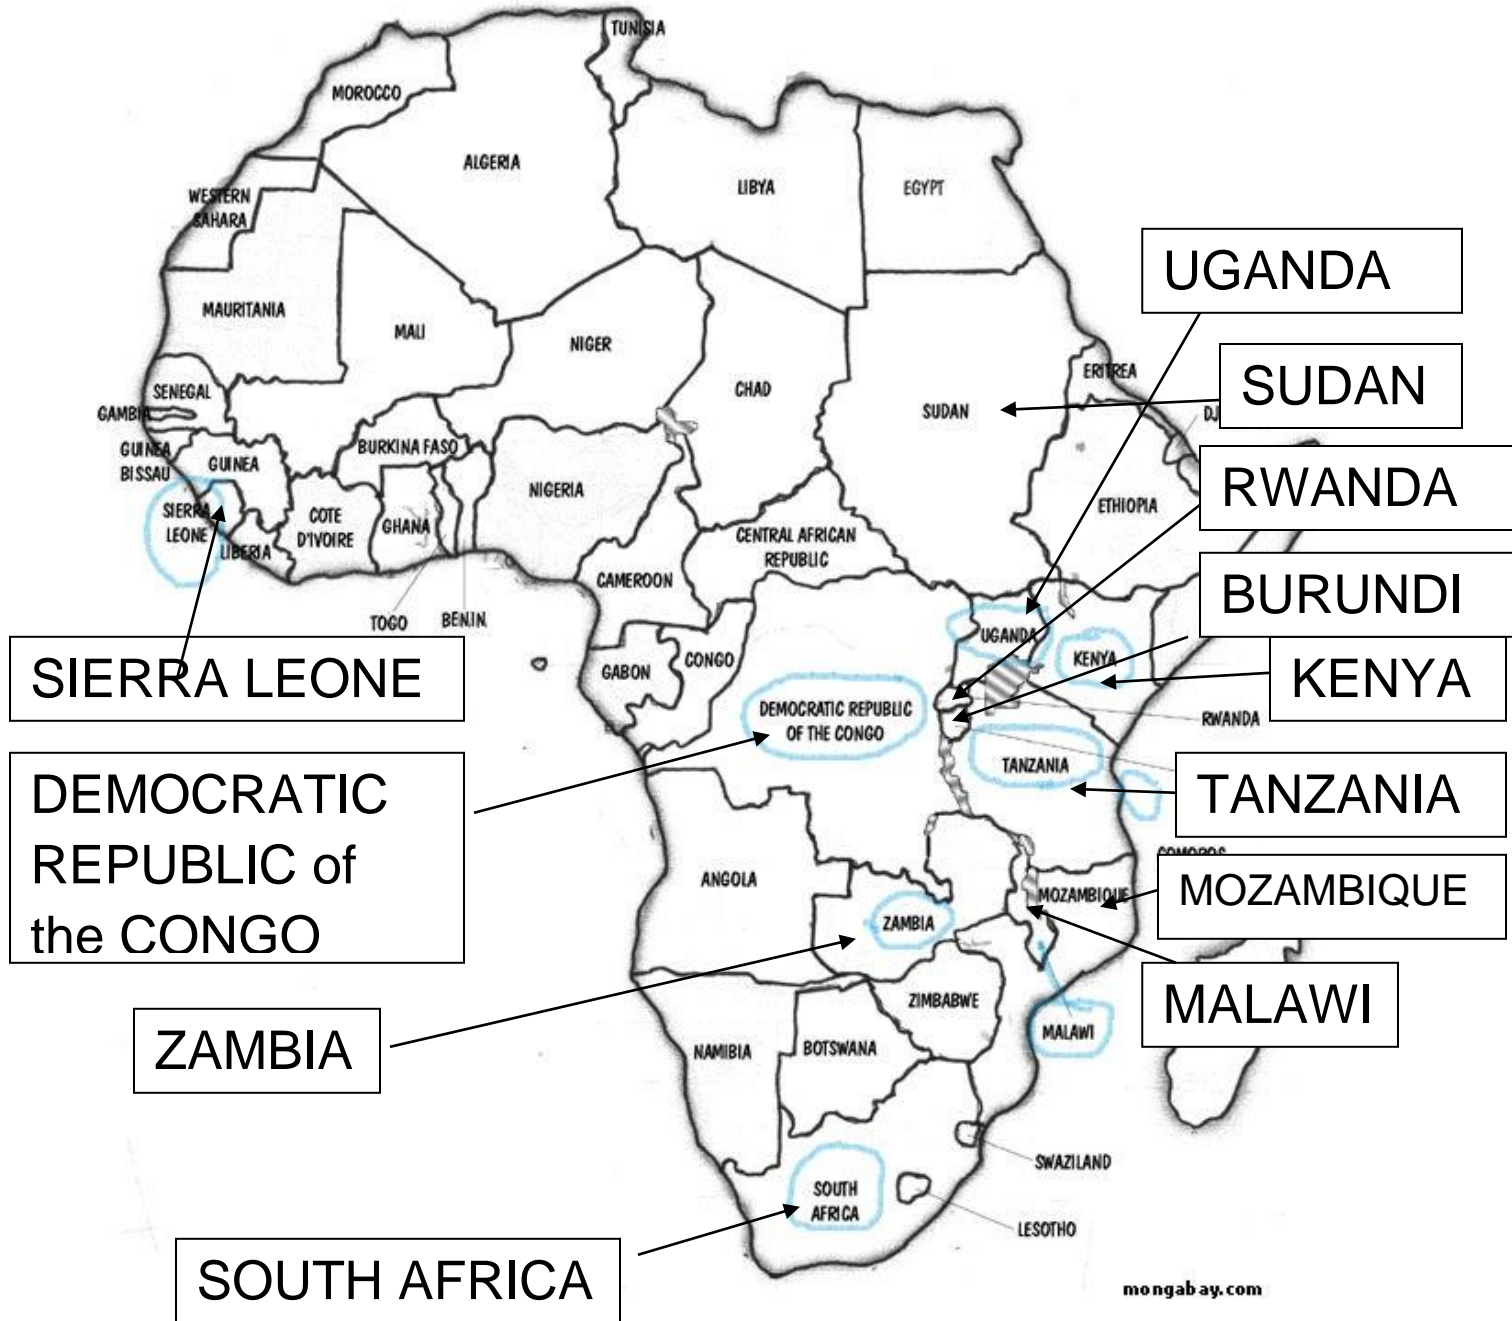 TUNISIA
MOROCCO
ALGERIA
LIBYA
EGYPT
WESTERN
SAHARA
UGANDA
MAURITANIA
MALI
NIGER
CHAD
SUDAN
ERITREA
SUDAN
SENEGAL
GAMBIA
GUINEA
BISSAU
GUINEA
BURKINA FASO
NIGERIA
ETHIOPIA
RWANDA
SIERRA
LEONE
LIBERIA
COTE
D'IVOIRE
GHANA
CENTRAL AFRICAN
REPUBLIC
CAMEROON
TOGO
BENIN
BURUNDI
UGANDA
KENYA
KENYA
SIERRA LEONE
GABON
CONGO
DEMOCRATIC REPUBLIC
OF THE CONGO
RWANDA
TANZANIA
TANZANIA
DEMOCRATIC
REPUBLIC of
the CONGO
ANGOLA
COMOROS
MOZAMBIQUE
MOZAMBIQUE
ZAMBIA
ZIMBABWE
MALAWI
MALAWI
ZAMBIA
NAMIBIA
BOTSWANA
SWAZILAND
SOUTH
AFRICA
LESOTHO
SOUTH AFRICA
mongabay.com